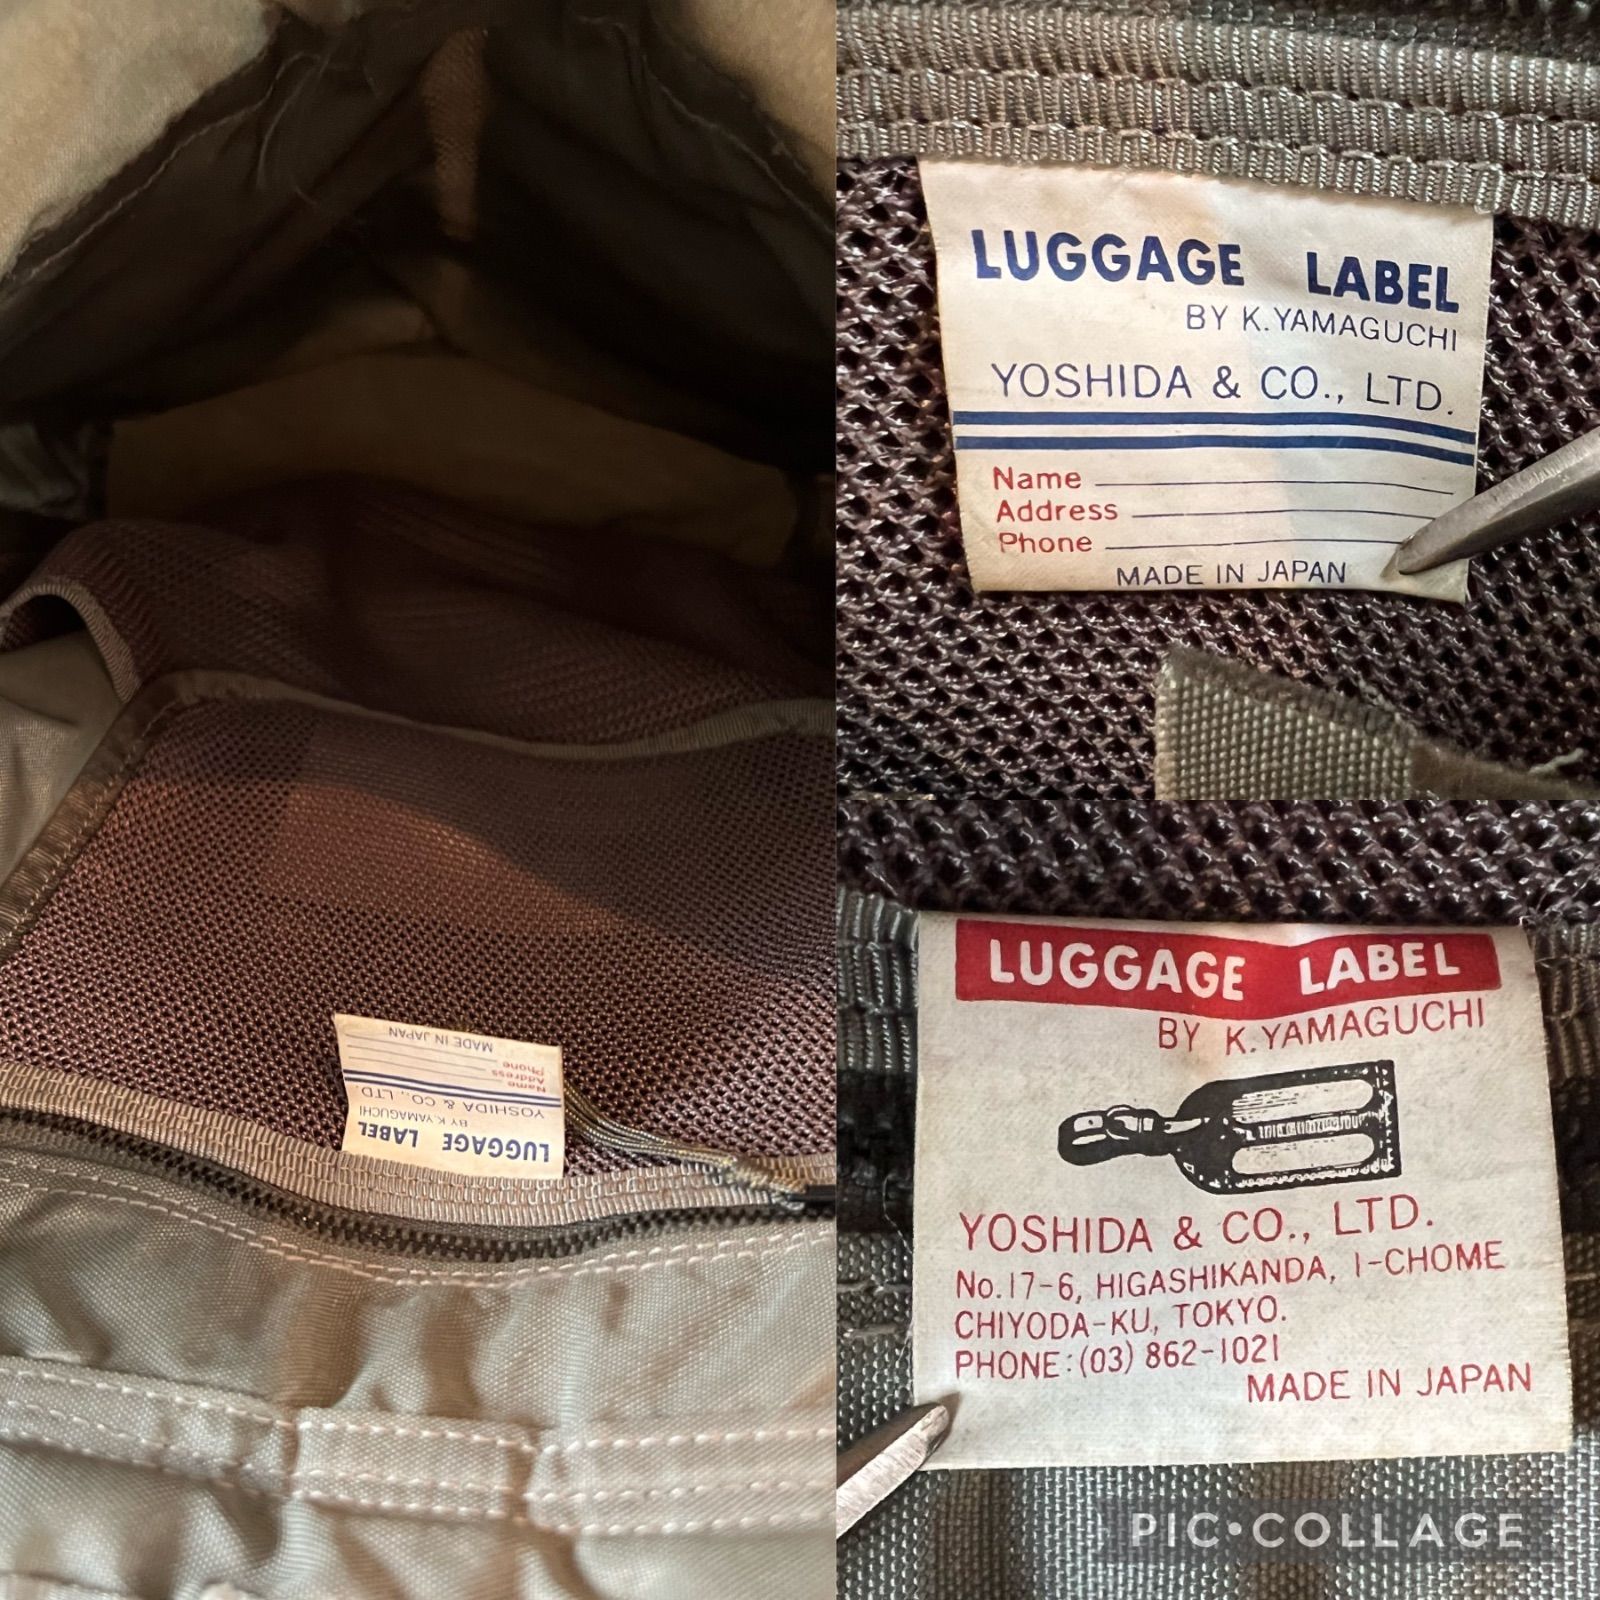 MADE IN JAPAN
Phone
Address
Name
YOSHIDA & CO., LTD.
BY K.YAMAGUCHI
LUGGAGE LABEL
LUGGAGE LABEL
BY K.YAMAGUCHI
YOSHIDA & CO., LTD.
Name
Address
Phone
MADE IN JAPAN
LUGGAGE LABEL
BY K.YAMAGUCHI
YOSHIDA & CO., LTD.
No.17-6, HIGASHIKANDA, 1-CHOME
CHIYODA-KU, TOKYO.
PHONE:(03) 862-1021
MADE IN JAPAN
PIC•COLLAGE